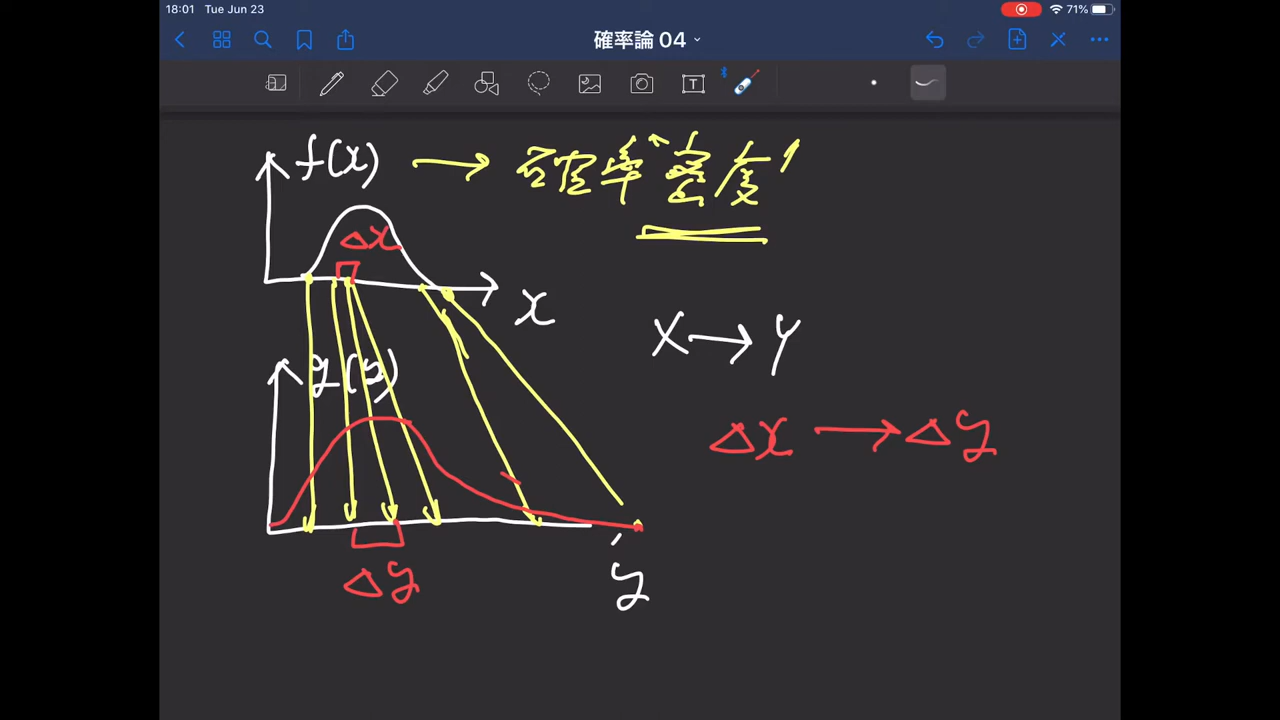 18:01 Tue Jun 23
71%
確率論 04
T
f(x) → 確率"密度"
Δx
x
X → Y
g(y)
Δx → Δy
Δy
y